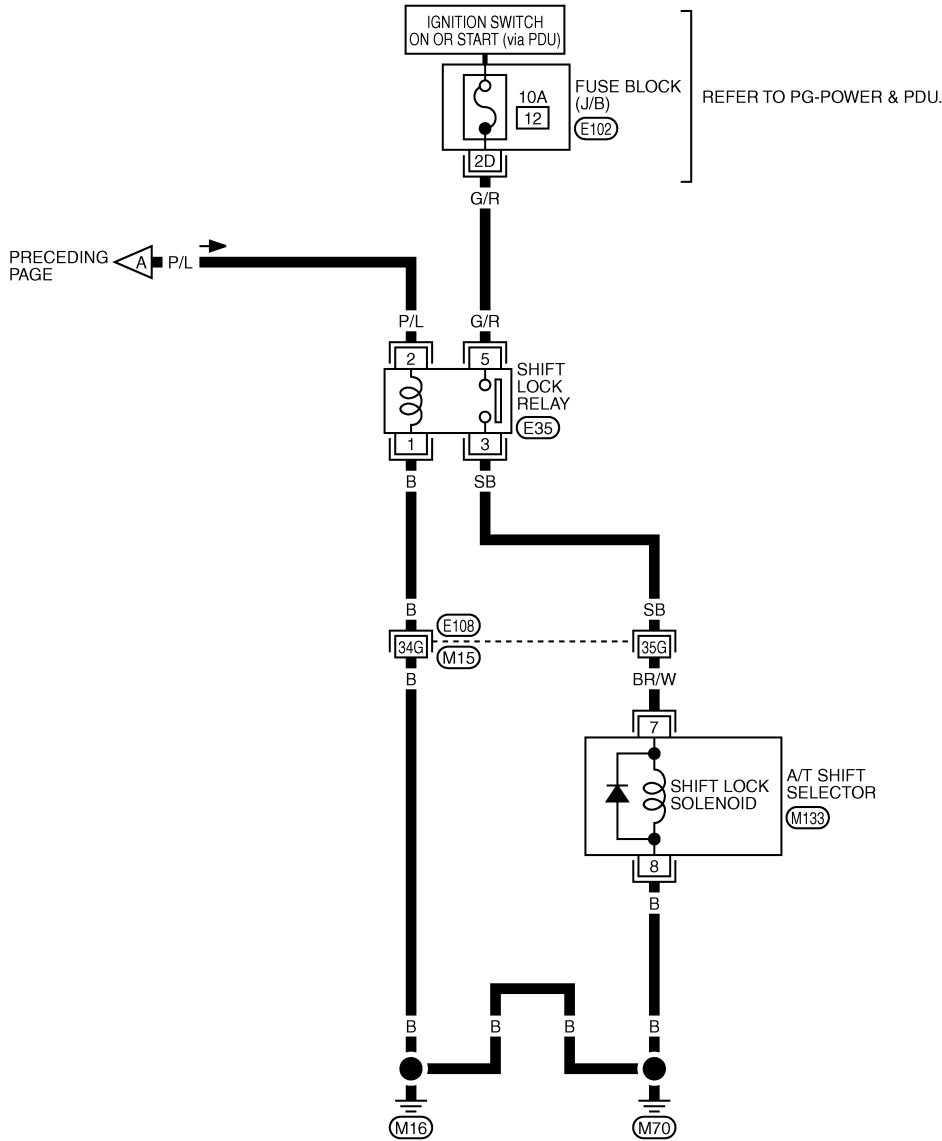 IGNITION SWITCH
ON OR START (via PDU)
FUSE BLOCK
(J/B)
E102
10A
12
REFER TO PG-POWER & PDU.
2D
G/R
PRECEDING
PAGE
A
P/L
P/L
G/R
2
5
SHIFT
LOCK
RELAY
E35
1
3
B
SB
B
SB
E108
34G
35G
M15
B
BR/W
7
SHIFT LOCK
SOLENOID
A/T SHIFT
SELECTOR
M133
8
B
B
B
B
B
M16
M70